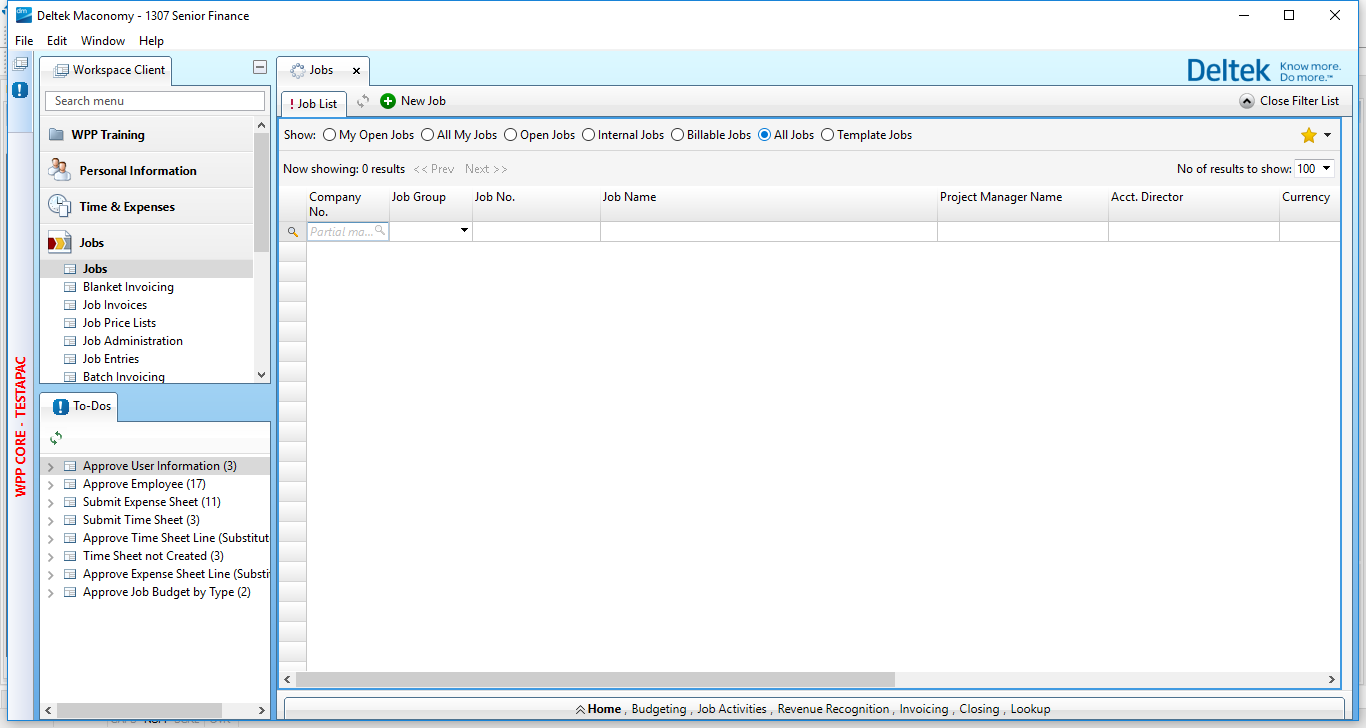 Deltek Maconomy - 1307 Senior Finance
File Edit Window Help
Workspace Client
Search menu
WPP Training
Personal Information
Time & Expenses
Jobs
Jobs
Blanket Invoicing
Job Invoices
Job Price Lists
Job Administration
Job Entries
Batch Invoicing
WPP CORE - TESTAPAC
To-Dos
Approve User Information (3)
Approve Employee (17)
Submit Expense Sheet (11)
Submit Time Sheet (3)
Approve Time Sheet Line (Substitut
Time Sheet not Created (3)
Approve Expense Sheet Line (Substi
Approve Job Budget by Type (2)
Jobs
Deltek Know more.
Do more.™
! Job List New Job Close Filter List
Show: My Open Jobs All My Jobs Open Jobs Internal Jobs Billable Jobs All Jobs Template Jobs
Now showing: 0 results << Prev Next >> No of results to show: 100
Company No. Job Group Job No. Job Name Project Manager Name Acct. Director Currency
Partial ma...
Home , Budgeting , Job Activities , Revenue Recognition , Invoicing , Closing , Lookup